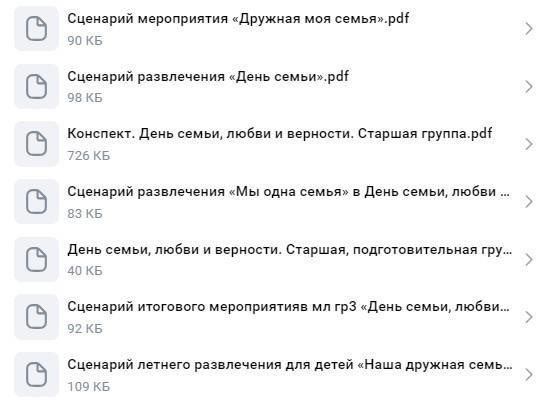 Сценарий мероприятия «Дружная моя семья».pdf
90 КБ
Сценарий развлечения «День семьи».pdf
98 КБ
Конспект. День семьи, любви и верности. Старшая группа.pdf
726 КБ
Сценарий развлечения «Мы одна семья» в День семьи, любви ...
83 КБ
День семьи, любви и верности. Старшая, подготовительная гру...
40 КБ
Сценарий итогового мероприятияв мл гр3 «День семьи, любви...
92 КБ
Сценарий летнего развлечения для детей «Наша дружная семь...
109 КБ